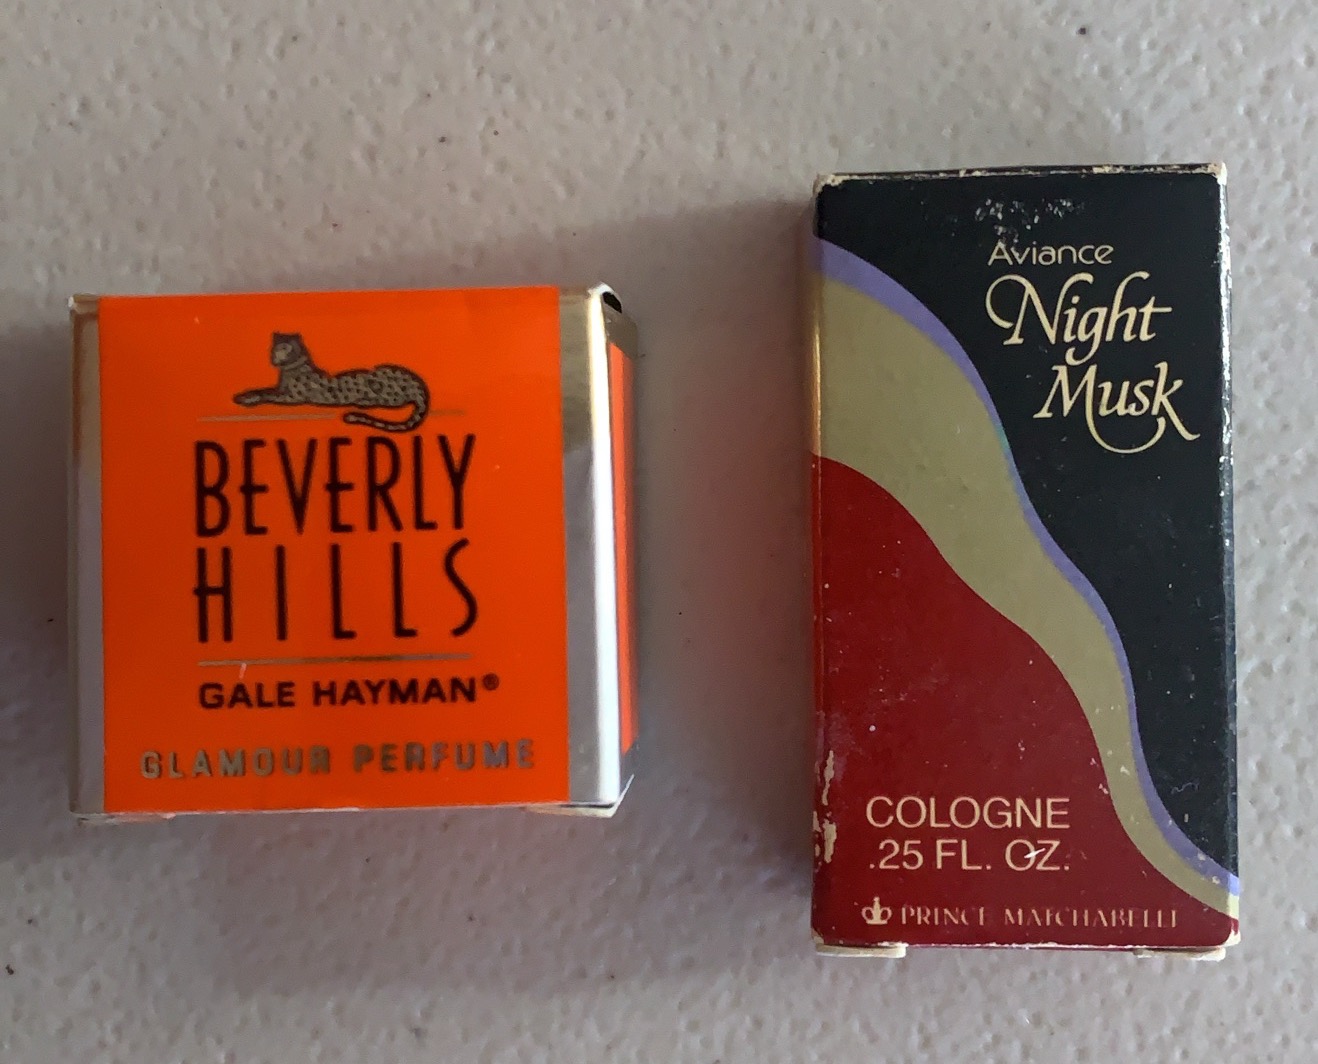 BEVERLY
HILLS
GALE HAYMAN®
GLAMOUR PERFUME
Aviance
Night
Musk
COLOGNE
.25 FL. OZ.
PRINCE MATCHABELLI